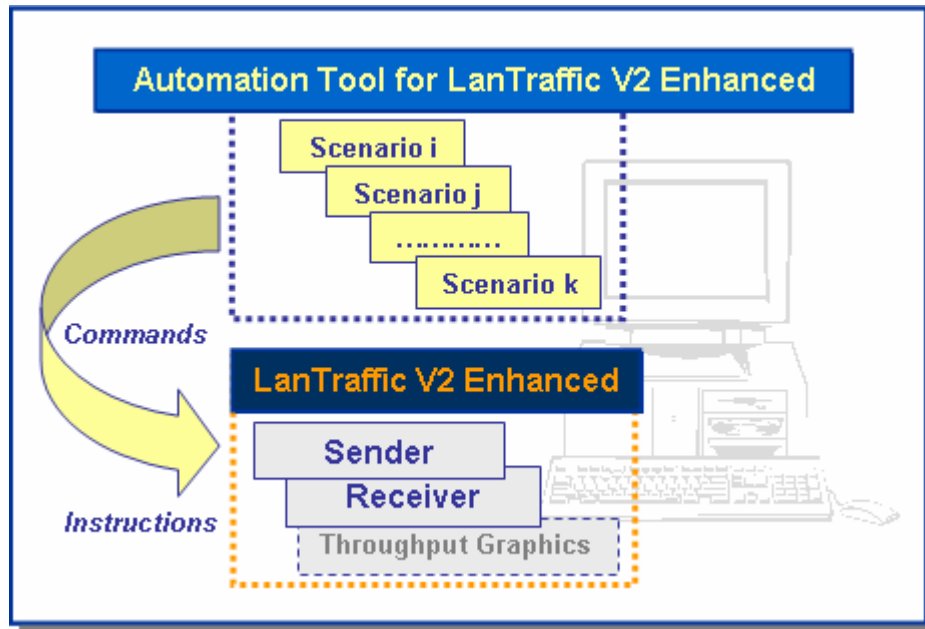 Automation Tool for LanTraffic V2 Enhanced
Scenario i
Scenario j
…………
Scenario k
Commands
LanTraffic V2 Enhanced
Sender
Receiver
Instructions
Throughput Graphics